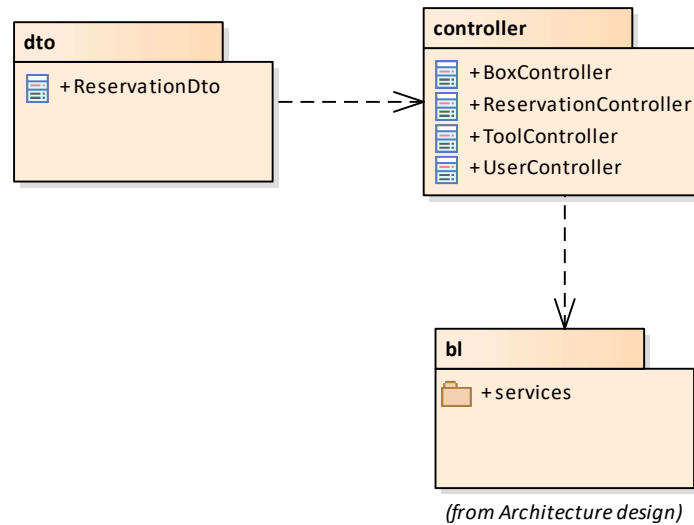 dto
+ReservationDto
controller
+BoxController
+ReservationController
+ToolController
+UserController
bl
+services
(from Architecture design)